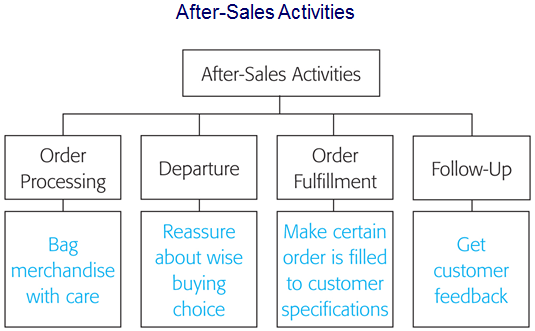 After-Sales Activities
After-Sales Activities
Order
Processing
Departure
Order
Fulfillment
Follow-Up
Bag
merchandise
with care
Reassure
about wise
buying
choice
Make certain
order is filled
to customer
specifications
Get
customer
feedback